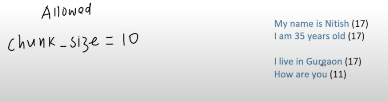 Allowed
chunk_size = 10
My name is Nitish (17)
I am 35 years old (17)
I live in Gurgaon (17)
How are you (11)